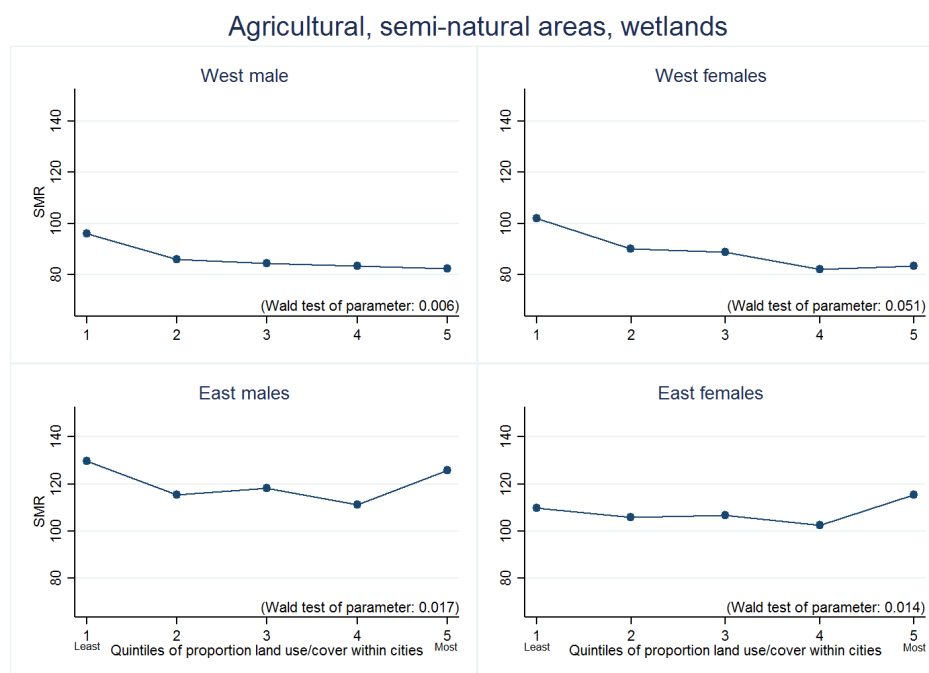 Agricultural, semi-natural areas, wetlands
West male
140
120
100
80
SMR
(Wald test of parameter: 0.006)
1 2 3 4 5
West females
140
120
100
80
(Wald test of parameter: 0.051)
1 2 3 4 5
East males
140
120
100
80
SMR
(Wald test of parameter: 0.017)
1 2 3 4 5
Least Quintiles of proportion land use/cover within cities Most
East females
140
120
100
80
(Wald test of parameter: 0.014)
1 2 3 4 5
Least Quintiles of proportion land use/cover within cities Most